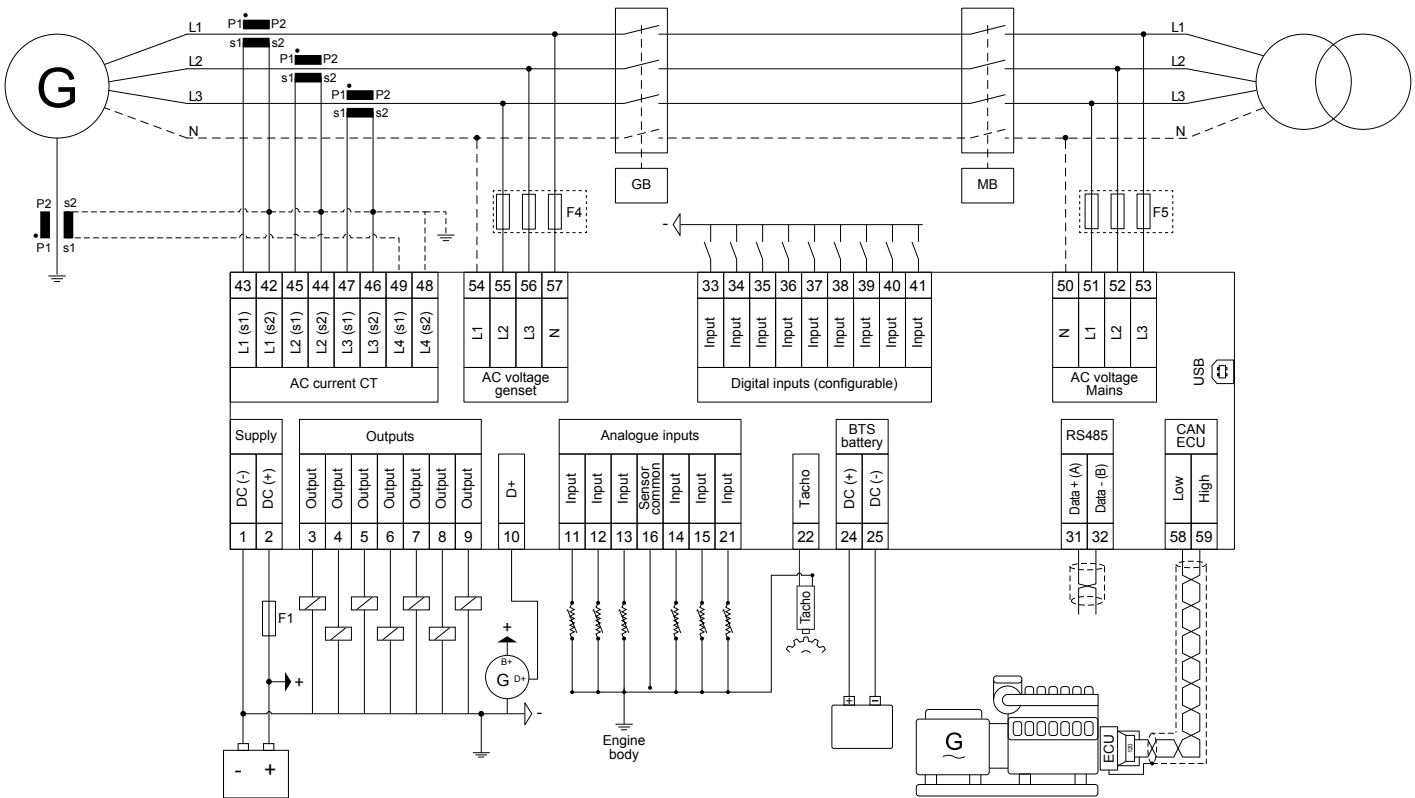 P1 P2
L1 L1
s1 s2
P1 P2
L2 L2
s1 s2
G
P1 P2
L3 L3
s1 s2
N N
GB MB
P2 s2
P1 s1
F4 F5
-
43 42 45 44 47 46 49 48
L1 (s1) L1 (s2) L2 (s1) L2 (s2) L3 (s1) L3 (s2) L4 (s1) L4 (s2)
AC current CT
54 55 56 57
L1 L2 L3 N
AC voltage
genset
33 34 35 36 37 38 39 40 41
Input Input Input Input Input Input Input Input Input
Digital inputs (configurable)
50 51 52 53
N L1 L2 L3
AC voltage
Mains
USB
Supply
DC (-) DC (+)
1 2
Outputs
Output Output Output Output Output Output Output
3 4 5 6 7 8 9
D+
10
Analogue inputs
Input Input Input Sensor common Input Input Input
11 12 13 16 14 15 21
Tacho
22
BTS
battery
DC (+) DC (-)
24 25
RS485
Data + (A) Data - (B)
31 32
CAN
ECU
Low High
58 59
F1
+
+
B+
G D+
-
- +
Engine
body
Tacho
+ −
G
~
ECU
120